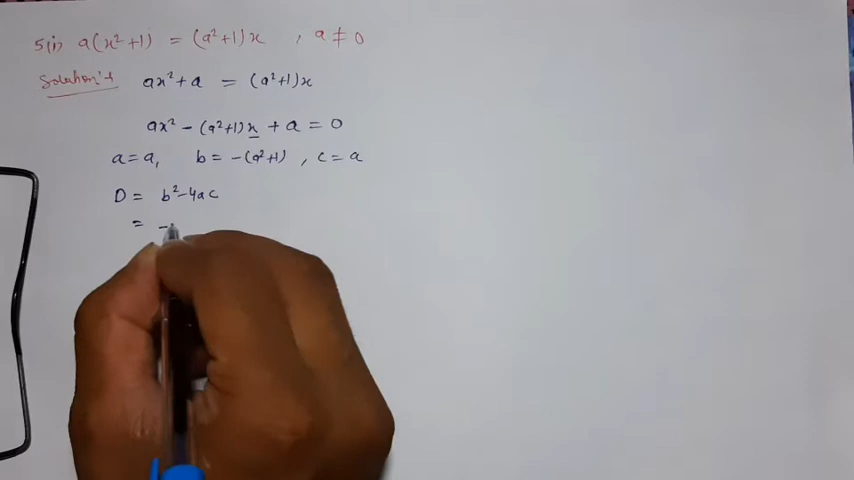 5(i) a(x²+1) = (a²+1)x , a ≠ 0
Solution:
ax²+a = (a²+1)x
ax² - (a²+1)x + a = 0
a = a, b = -(a²+1) , c = a
D = b²-4ac
= -